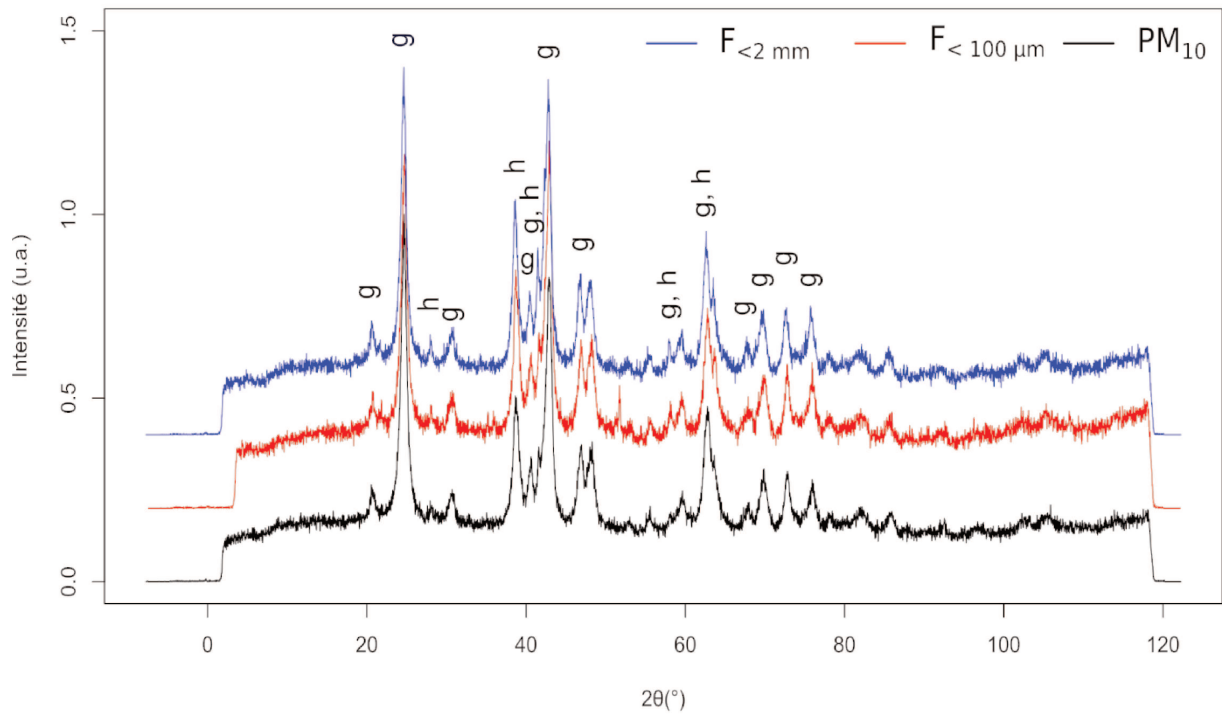 1.5
1.0
0.5
0.0
Intensité (u.a.)
F<2 mm
F< 100 µm
PM10
g
g
h
g
h
g
g, h
g
g
g, h
g, h
g
g
g
g
0
20
40
60
80
100
120
2θ(°)